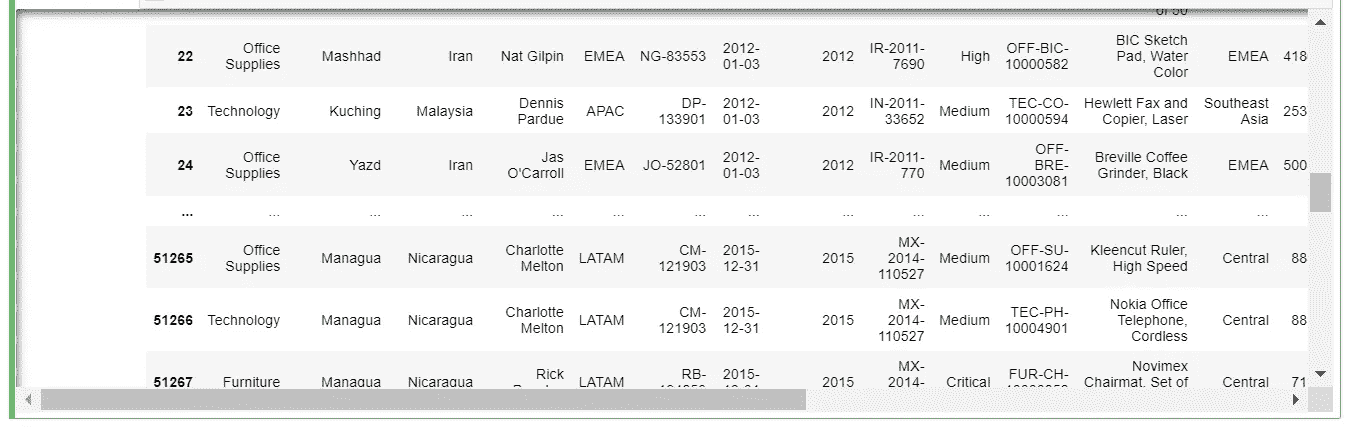 of 50
22 Office Supplies Mashhad Iran Nat Gilpin EMEA NG-83553 2012-01-03 2012 IR-2011-7690 High OFF-BIC-10000582 BIC Sketch Pad, Water Color EMEA 418
23 Technology Kuching Malaysia Dennis Pardue APAC DP-133901 2012-01-03 2012 IN-2011-33652 Medium TEC-CO-10000594 Hewlett Fax and Copier, Laser Southeast Asia 253
24 Office Supplies Yazd Iran Jas O'Carroll EMEA JO-52801 2012-01-03 2012 IR-2011-770 Medium OFF-BRE-10003081 Breville Coffee Grinder, Black EMEA 500
... ... ... ... ... ... ... ... ... ... ... ... ... ...
51265 Office Supplies Managua Nicaragua Charlotte Melton LATAM CM-121903 2015-12-31 2015 MX-2014-110527 Medium OFF-SU-10001624 Kleencut Ruler, High Speed Central 88
51266 Technology Managua Nicaragua Charlotte Melton LATAM CM-121903 2015-12-31 2015 MX-2014-110527 Medium TEC-PH-10004901 Nokia Office Telephone, Cordless Central 88
51267 Furniture Managua Nicaragua Rick LATAM RB- 2015- 2015 MX-2014- Critical FUR-CH- Novimex Chairmat, Set of Central 71